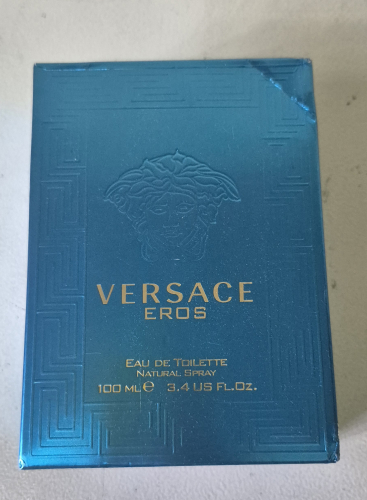 VERSACE
EROS
EAU DE TOILETTE
NATURAL SPRAY
100 ML℮ 3.4 US FL.OZ.